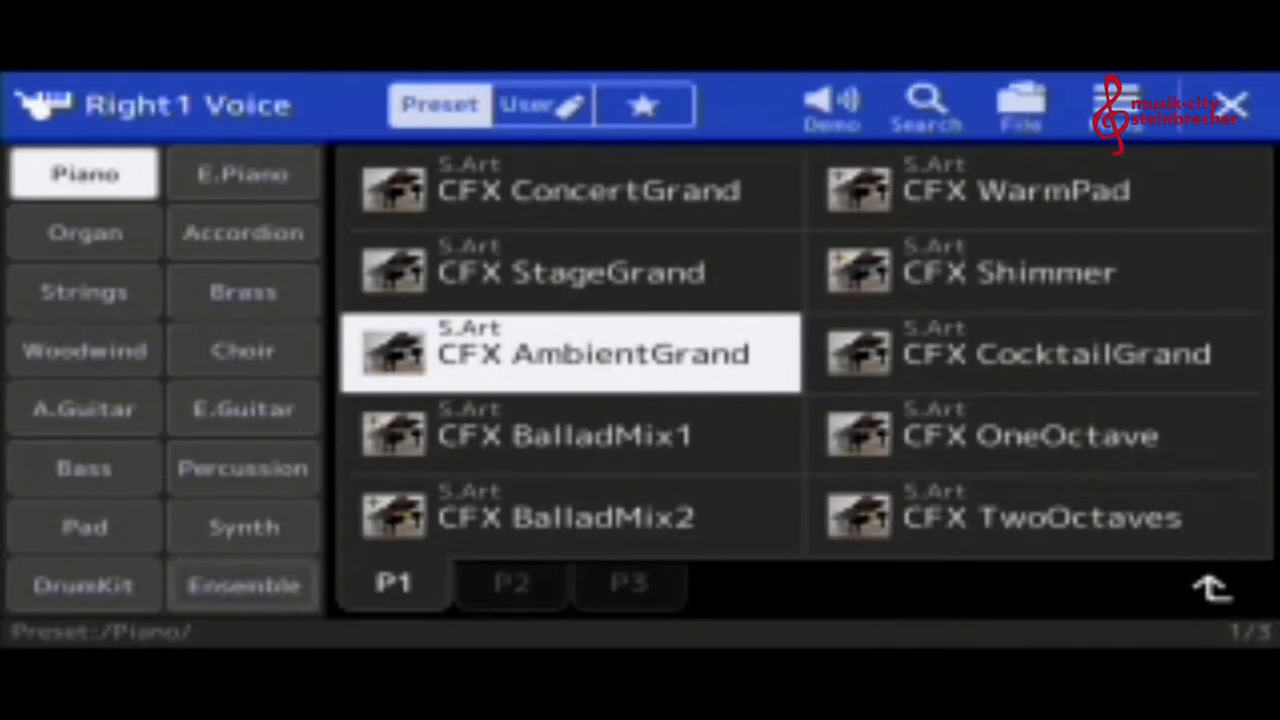 Right1 Voice
Preset
User
Demo
Search
File
musik-city
steinbrecher
Piano
E.Piano
Organ
Accordion
Strings
Brass
Woodwind
Choir
A.Guitar
E.Guitar
Bass
Percussion
Pad
Synth
DrumKit
Ensemble
S.Art
CFX ConcertGrand
S.Art
CFX WarmPad
S.Art
CFX StageGrand
S.Art
CFX Shimmer
S.Art
CFX AmbientGrand
S.Art
CFX CocktailGrand
S.Art
CFX BalladMix1
S.Art
CFX OneOctave
S.Art
CFX BalladMix2
S.Art
CFX TwoOctaves
P1
P2
P3
Preset:/Piano/
1/3